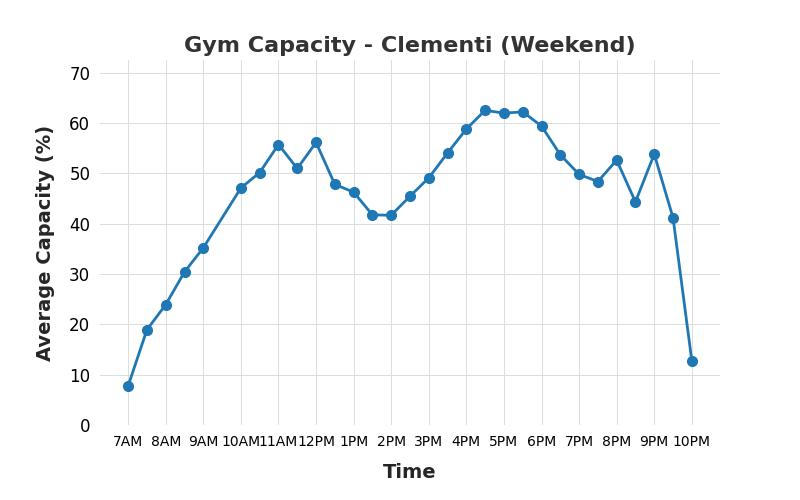 Gym Capacity - Clementi (Weekend)
Average Capacity (%)
70
60
50
40
30
20
10
0
7AM 8AM 9AM 10AM 11AM 12PM 1PM 2PM 3PM 4PM 5PM 6PM 7PM 8PM 9PM 10PM
Time